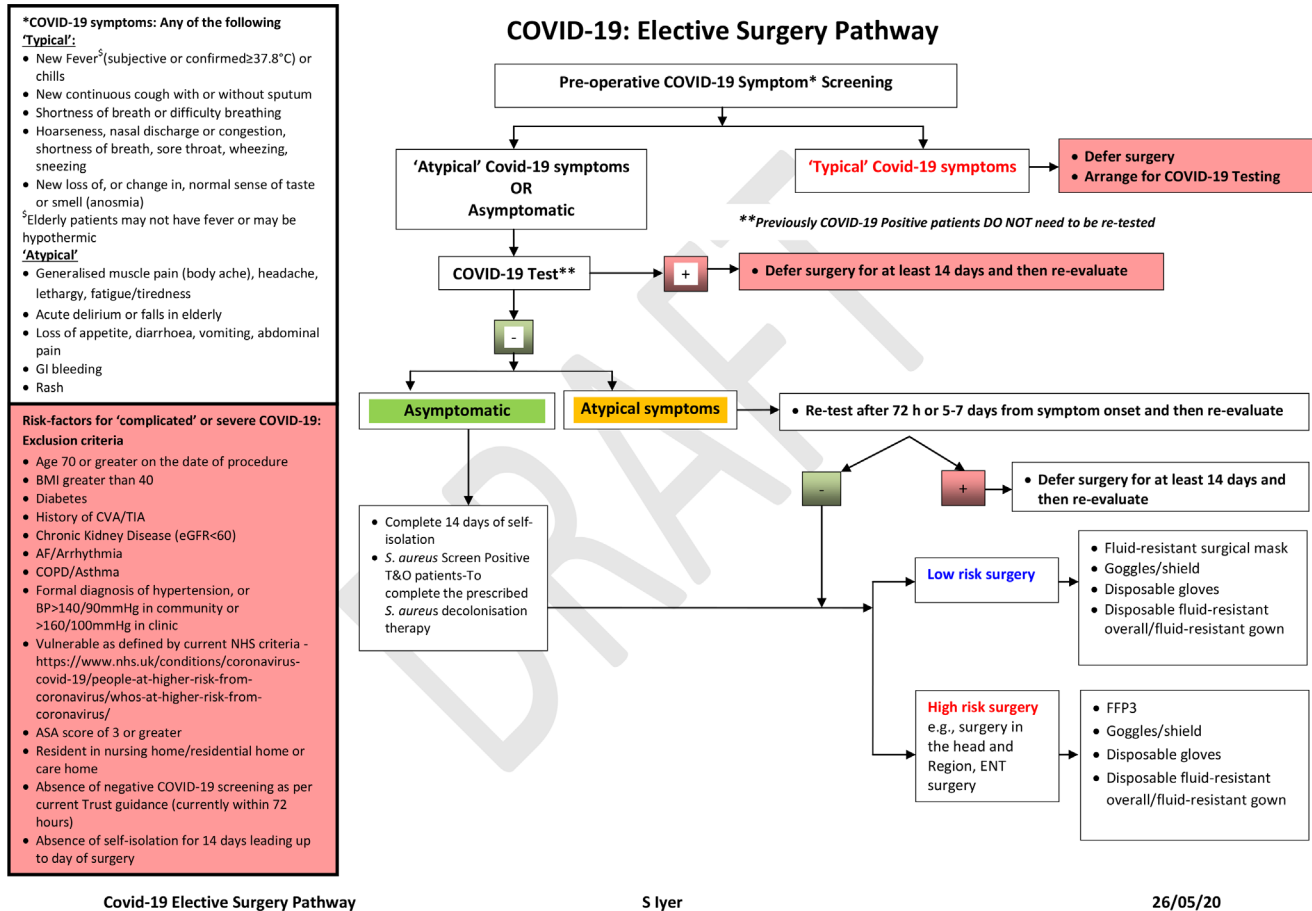 COVID-19: Elective Surgery Pathway
*COVID-19 symptoms: Any of the following
'Typical':
• New Fever$(subjective or confirmed≥37.8°C) or
chills
• New continuous cough with or without sputum
• Shortness of breath or difficulty breathing
• Hoarseness, nasal discharge or congestion,
shortness of breath, sore throat, wheezing,
sneezing
• New loss of, or change in, normal sense of taste
or smell (anosmia)
$Elderly patients may not have fever or may be
hypothermic
'Atypical'
• Generalised muscle pain (body ache), headache,
lethargy, fatigue/tiredness
• Acute delirium or falls in elderly
• Loss of appetite, diarrhoea, vomiting, abdominal
pain
• GI bleeding
• Rash
Risk-factors for 'complicated' or severe COVID-19:
Exclusion criteria
• Age 70 or greater on the date of procedure
• BMI greater than 40
• Diabetes
• History of CVA/TIA
• Chronic Kidney Disease (eGFR<60)
• AF/Arrhythmia
• COPD/Asthma
• Formal diagnosis of hypertension, or
BP>140/90mmHg in community or
>160/100mmHg in clinic
• Vulnerable as defined by current NHS criteria -
https://www.nhs.uk/conditions/coronavirus-
covid-19/people-at-higher-risk-from-
coronavirus/whos-at-higher-risk-from-
coronavirus/
• ASA score of 3 or greater
• Resident in nursing home/residential home or
care home
• Absence of negative COVID-19 screening as per
current Trust guidance (currently within 72
hours)
• Absence of self-isolation for 14 days leading up
to day of surgery
Pre-operative COVID-19 Symptom* Screening
'Atypical' Covid-19 symptoms
OR
Asymptomatic
'Typical' Covid-19 symptoms
• Defer surgery
• Arrange for COVID-19 Testing
**Previously COVID-19 Positive patients DO NOT need to be re-tested
COVID-19 Test**
+
• Defer surgery for at least 14 days and then re-evaluate
-
Asymptomatic
Atypical symptoms
• Re-test after 72 h or 5-7 days from symptom onset and then re-evaluate
-
+
• Defer surgery for at least 14 days and
then re-evaluate
• Complete 14 days of self-
isolation
• S. aureus Screen Positive
T&O patients-To
complete the prescribed
S. aureus decolonisation
therapy
Low risk surgery
• Fluid-resistant surgical mask
• Goggles/shield
• Disposable gloves
• Disposable fluid-resistant
overall/fluid-resistant gown
High risk surgery
e.g., surgery in
the head and
Region, ENT
surgery
• FFP3
• Goggles/shield
• Disposable gloves
• Disposable fluid-resistant
overall/fluid-resistant gown
DRAFT
Covid-19 Elective Surgery Pathway
S Iyer
26/05/20